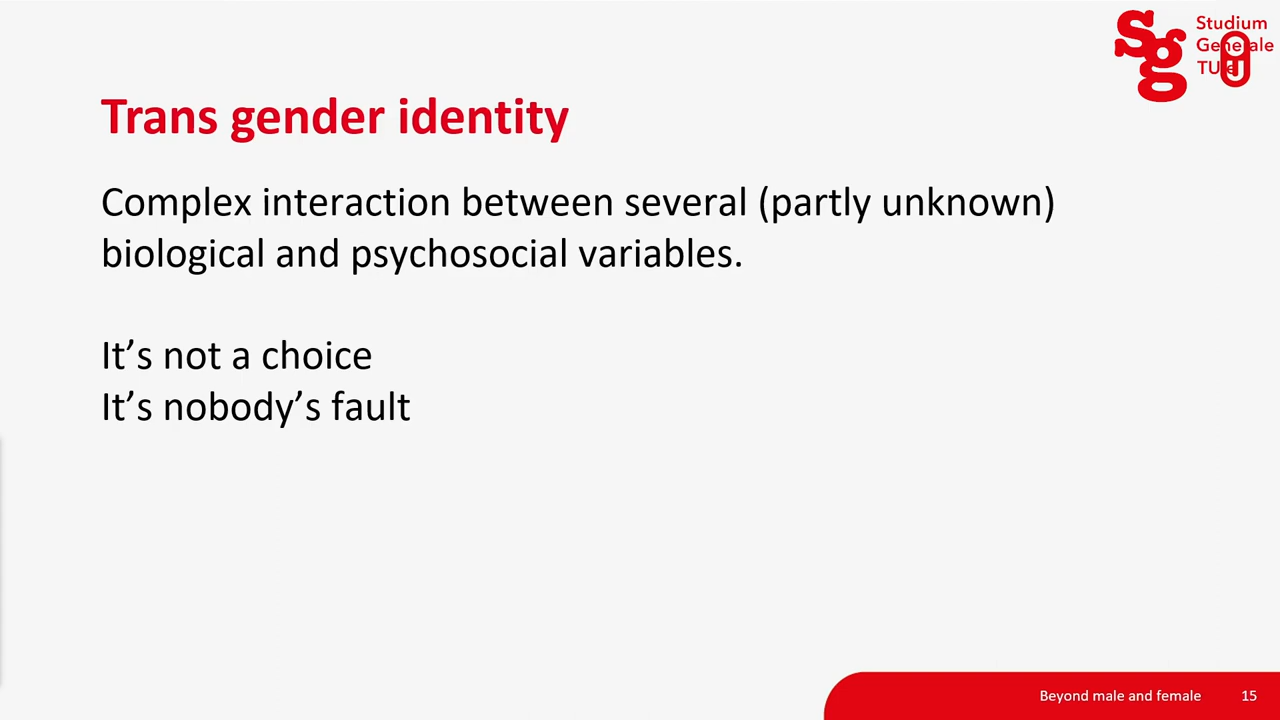 Studium
Generale
TU/e
Trans gender identity
Complex interaction between several (partly unknown)
biological and psychosocial variables.
It’s not a choice
It’s nobody’s fault
Beyond male and female 15